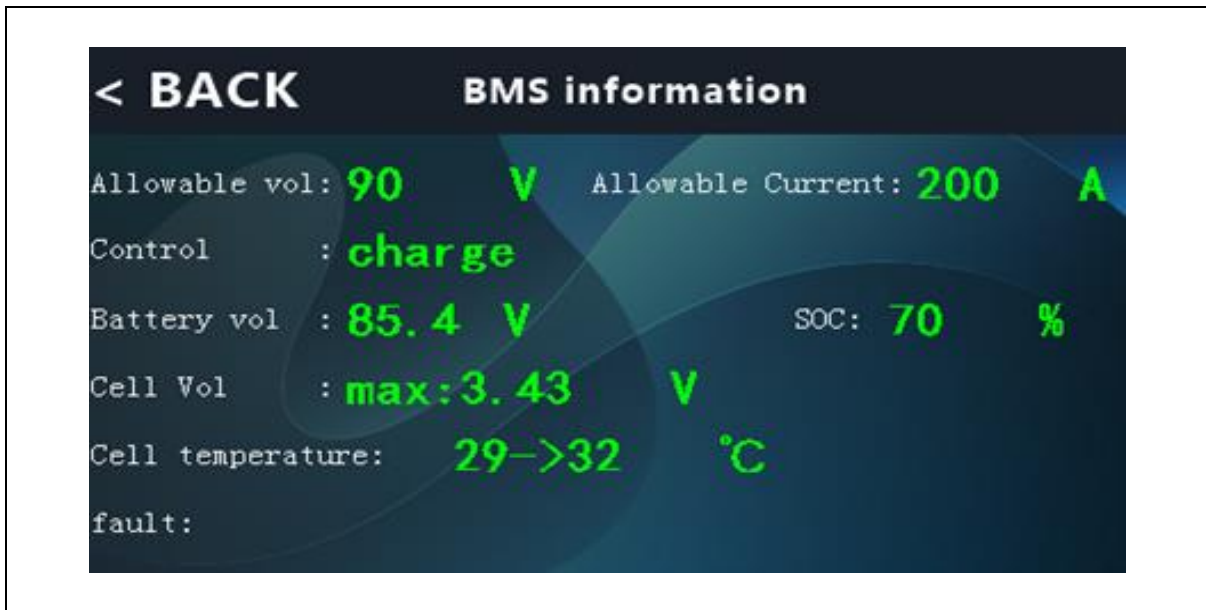 < BACK BMS information
Allowable vol: 90 V Allowable Current: 200 A
Control : charge
Battery vol : 85.4 V SOC: 70 %
Cell Vol : max:3.43 V
Cell temperature: 29->32 ℃
fault: